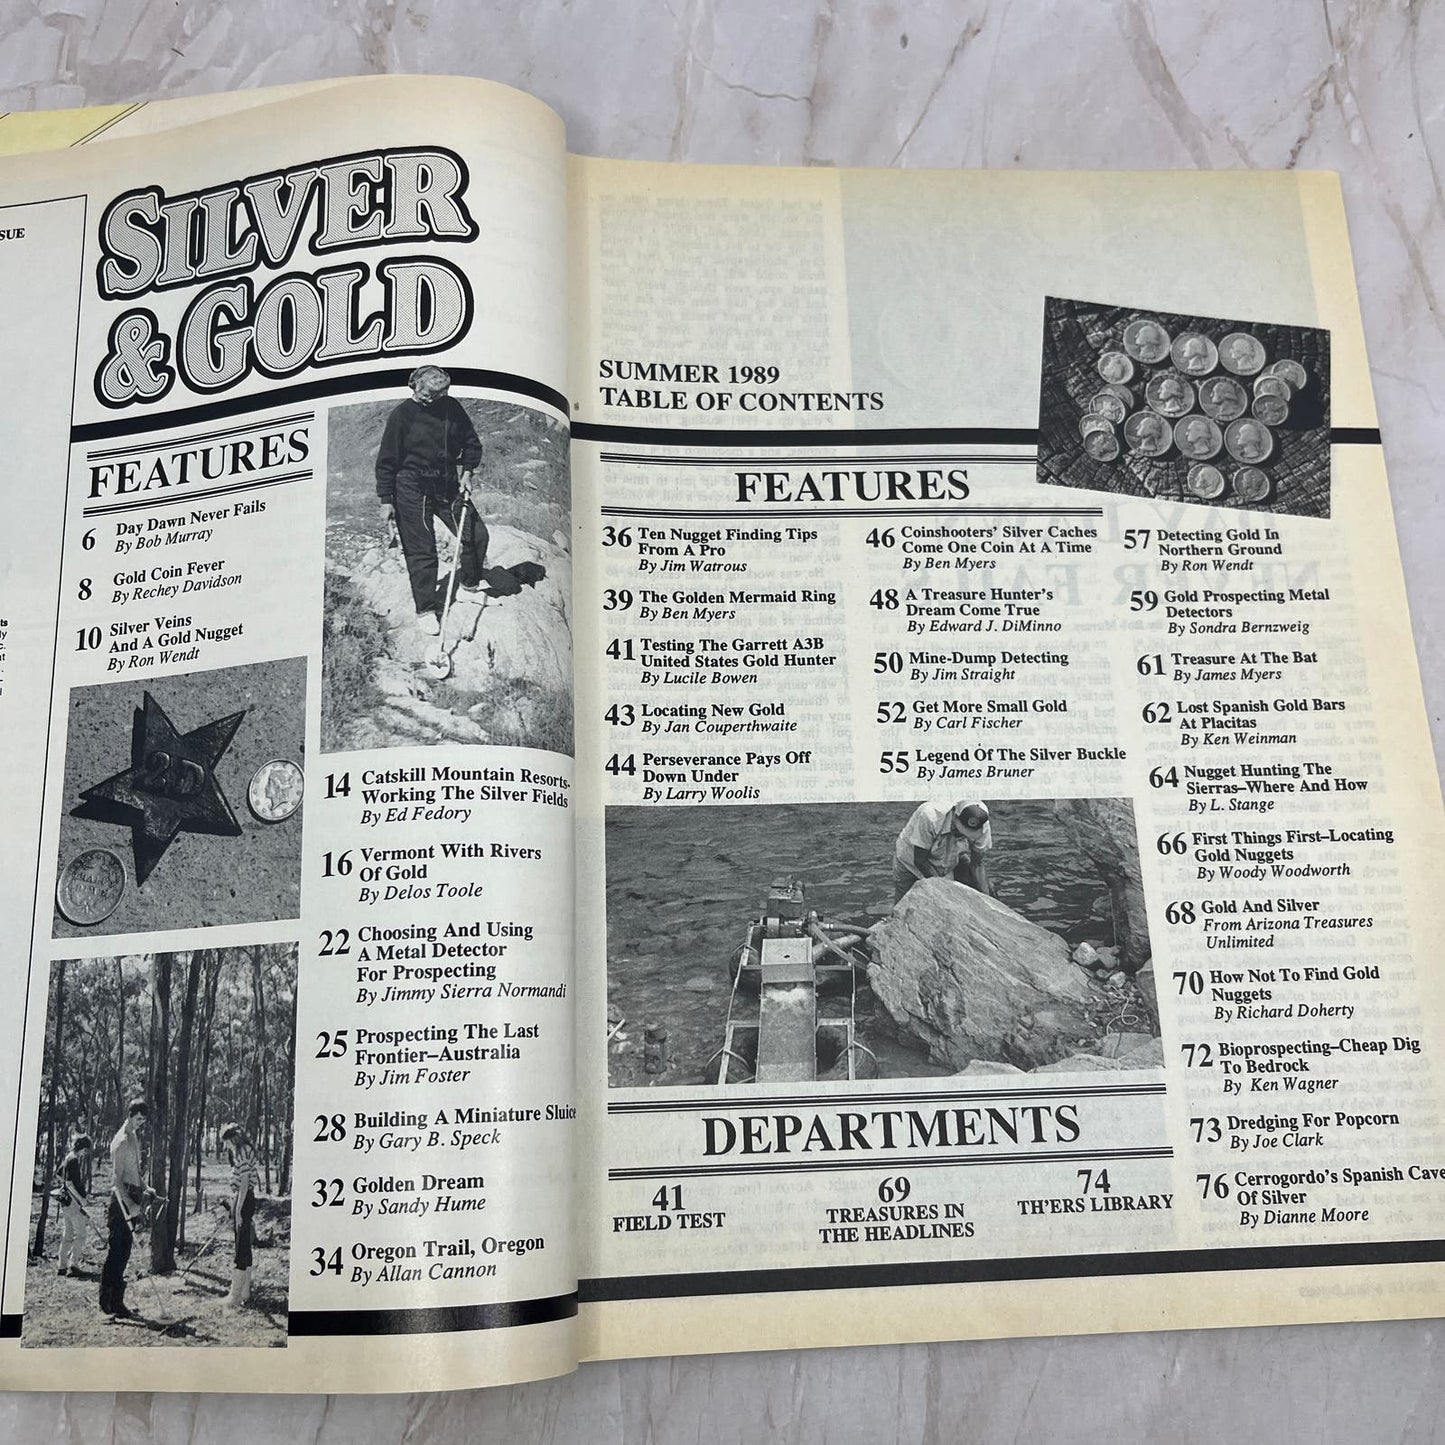 SUE
SILVER
& GOLD
FEATURES
6 Day Dawn Never Fails
By Bob Murray
8 Gold Coin Fever
By Rechey Davidson
10 Silver Veins
And A Gold Nugget
By Ron Wendt
14 Catskill Mountain Resorts-
Working The Silver Fields
By Ed Fedory
16 Vermont With Rivers
Of Gold
By Delos Toole
22 Choosing And Using
A Metal Detector
For Prospecting
By Jimmy Sierra Normandi
25 Prospecting The Last
Frontier–Australia
By Jim Foster
28 Building A Miniature Sluice
By Gary B. Speck
32 Golden Dream
By Sandy Hume
34 Oregon Trail, Oregon
By Allan Cannon
SUMMER 1989
TABLE OF CONTENTS
FEATURES
36 Ten Nugget Finding Tips
From A Pro
By Jim Watrous
39 The Golden Mermaid Ring
By Ben Myers
41 Testing The Garrett A3B
United States Gold Hunter
By Lucile Bowen
43 Locating New Gold
By Jan Couperthwaite
44 Perseverance Pays Off
Down Under
By Larry Woolis
46 Coinshooters' Silver Caches
Come One Coin At A Time
By Ben Myers
48 A Treasure Hunter's
Dream Come True
By Edward J. DiMinno
50 Mine-Dump Detecting
By Jim Straight
52 Get More Small Gold
By Carl Fischer
55 Legend Of The Silver Buckle
By James Bruner
57 Detecting Gold In
Northern Ground
By Ron Wendt
59 Gold Prospecting Metal
Detectors
By Sondra Bernzweig
61 Treasure At The Bat
By James Myers
62 Lost Spanish Gold Bars
At Placitas
By Ken Weinman
64 Nugget Hunting The
Sierras–Where And How
By L. Stange
66 First Things First–Locating
Gold Nuggets
By Woody Woodworth
68 Gold And Silver
From Arizona Treasures
Unlimited
70 How Not To Find Gold
Nuggets
By Richard Doherty
72 Bioprospecting–Cheap Dig
To Bedrock
By Ken Wagner
73 Dredging For Popcorn
By Joe Clark
76 Cerrogordo's Spanish Cave
Of Silver
By Dianne Moore
DEPARTMENTS
41
FIELD TEST
69
TREASURES IN
THE HEADLINES
74
TH'ERS LIBRARY